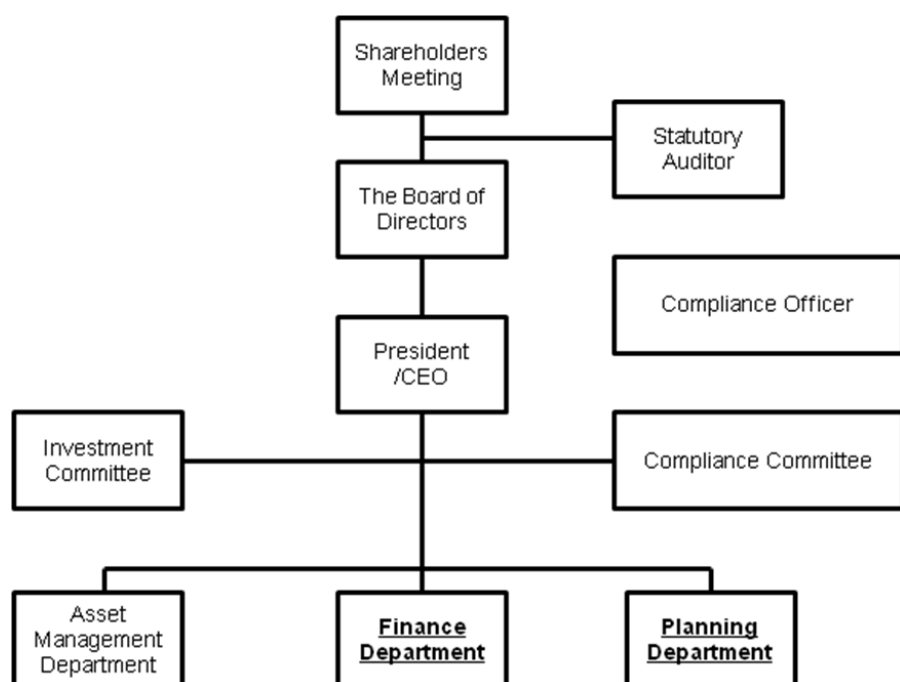 Shareholders
Meeting
Statutory
Auditor
The Board of
Directors
Compliance Officer
President
/CEO
Investment
Committee
Compliance Committee
Asset
Management
Department
Finance
Department
Planning
Department